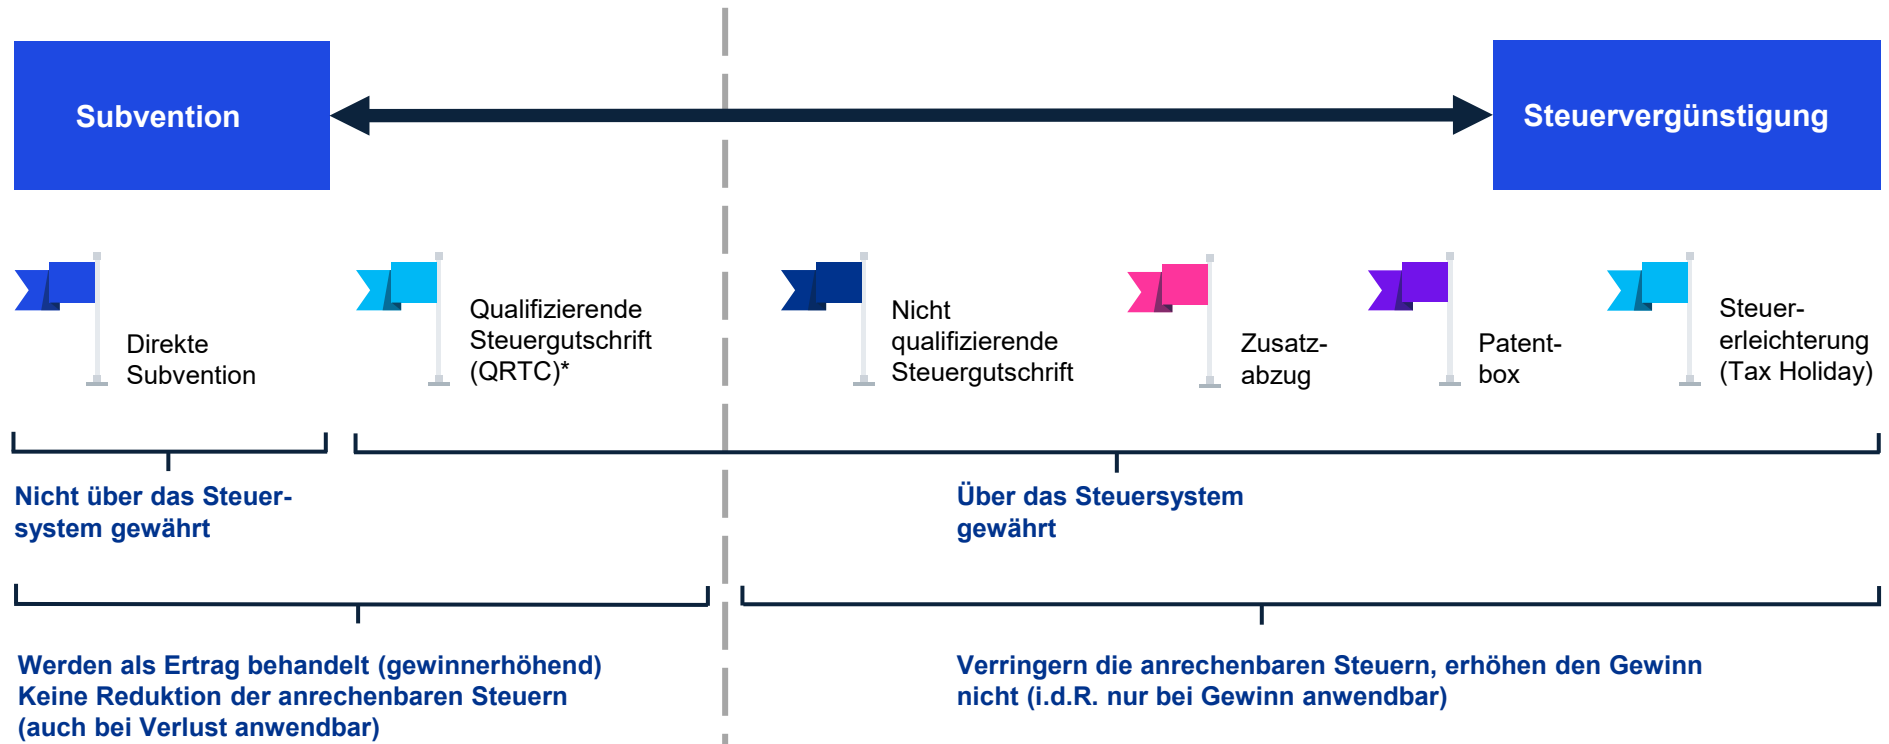 Subvention
Steuervergünstigung
Direkte
Subvention
Qualifizierende
Steuergutschrift
(QRTC)*
Nicht
qualifizierende
Steuergutschrift
Zusatz-
abzug
Patent-
box
Steuer-
erleichterung
(Tax Holiday)
Nicht über das Steuer-
system gewährt
Über das Steuersystem
gewährt
Werden als Ertrag behandelt (gewinnerhöhend)
Keine Reduktion der anrechenbaren Steuern
(auch bei Verlust anwendbar)
Verringern die anrechenbaren Steuern, erhöhen den Gewinn
nicht (i.d.R. nur bei Gewinn anwendbar)